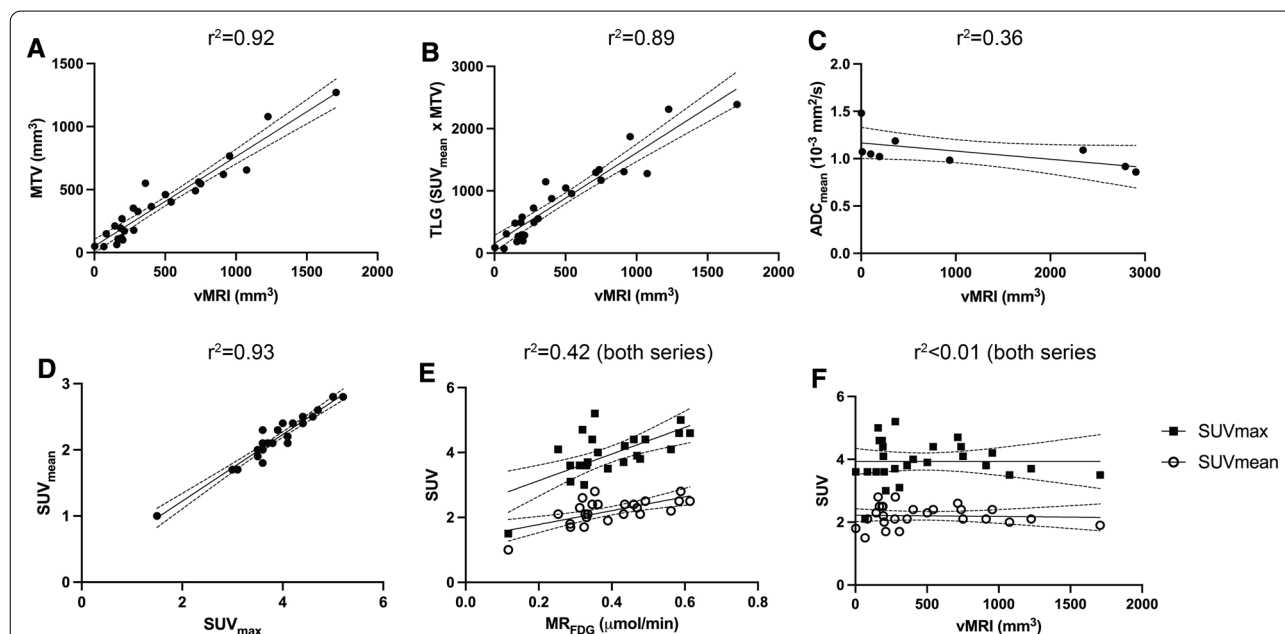 A
r²=0.92
MTV (mm³)
1500
1000
500
0
0 500 1000 1500 2000
vMRI (mm³)
B
r²=0.89
TLG (SUVmean x MTV)
3000
2000
1000
0
0 500 1000 1500 2000
vMRI (mm³)
C
r²=0.36
ADCmean (10⁻³ mm²/s)
2.0
1.5
1.0
0.5
0.0
0 1000 2000 3000
vMRI (mm³)
D
r²=0.93
SUVmean
3
2
1
0
0 2 4 6
SUVmax
E
r²=0.42 (both series)
SUV
6
4
2
0
0.0 0.2 0.4 0.6 0.8
MRFDG (μmol/min)
F
r²<0.01 (both series
SUV
6
4
2
0
0 500 1000 1500 2000
vMRI (mm³)
SUVmax
SUVmean